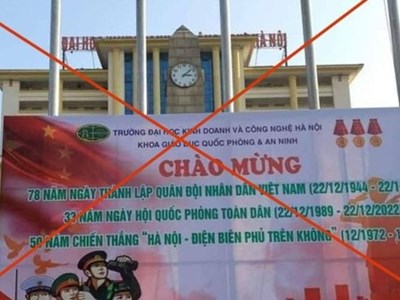 ĐẠI HỌC HÀ NỘI
TRƯỜNG ĐẠI HỌC KINH DOANH VÀ CÔNG NGHỆ HÀ NỘI
KHOA GIÁO DỤC QUỐC PHÒNG & AN NINH
CHÀO MỪNG
78 NĂM NGÀY THÀNH LẬP QUÂN ĐỘI NHÂN DÂN VIỆT NAM (22/12/1944 - 22/
33 NĂM NGÀY HỘI QUỐC PHÒNG TOÀN DÂN (22/12/1989 - 22/12/2022
50 NĂM CHIẾN THẮNG "HÀ NỘI - ĐIỆN BIÊN PHỦ TRÊN KHÔNG" (12/1972 - 1